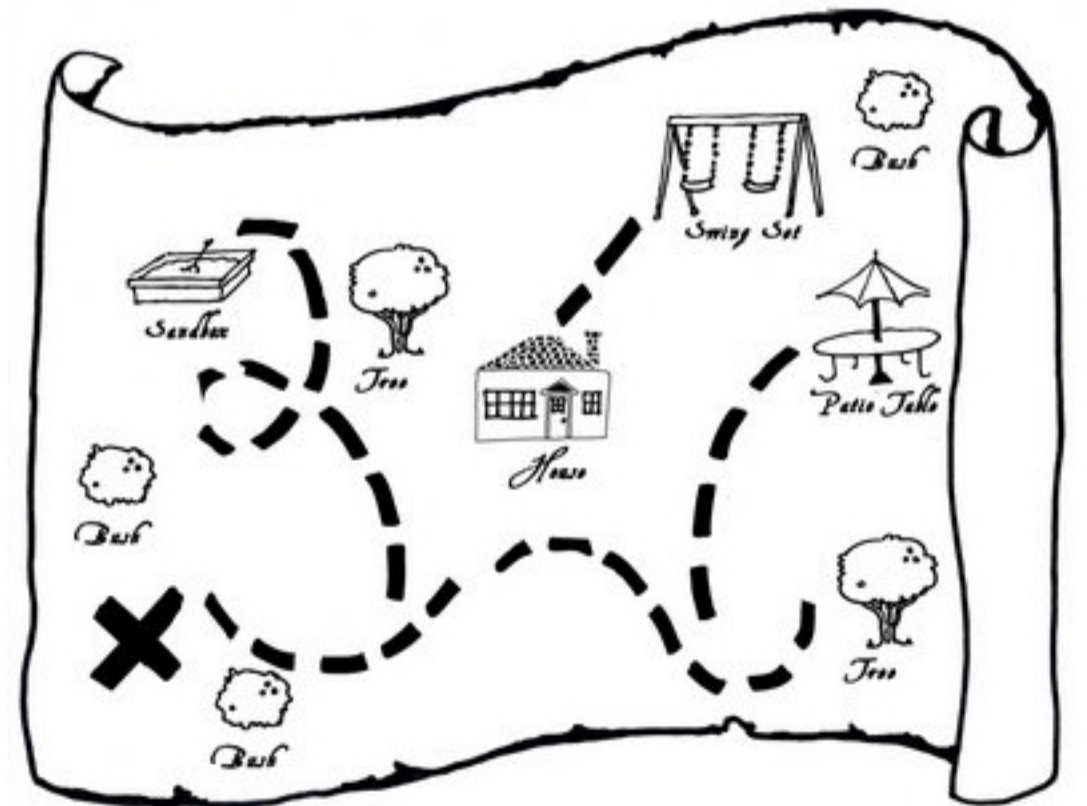 Bush
Swing Set
Sandbox
Tree
Patio Table
House
Bush
Tree
Bush